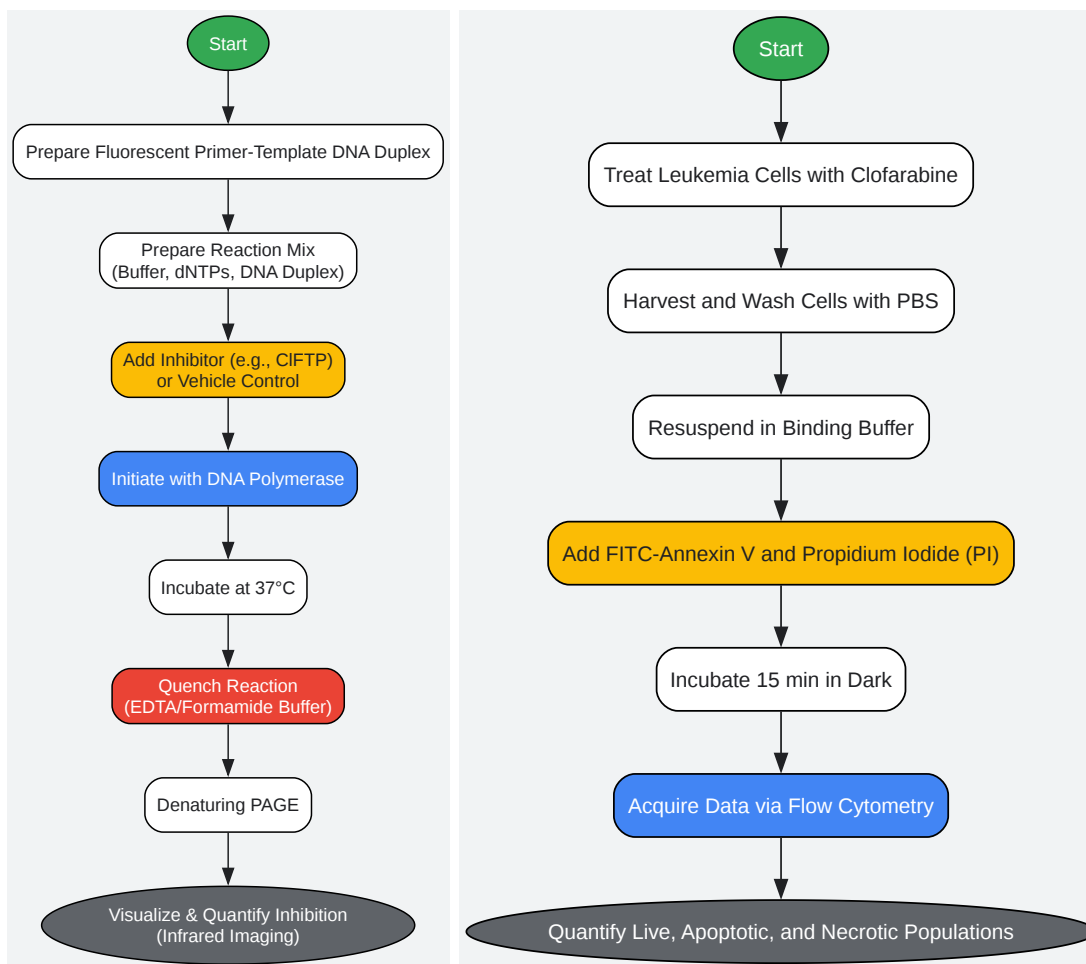 Start
Prepare Fluorescent Primer-Template DNA Duplex
Prepare Reaction Mix
(Buffer, dNTPs, DNA Duplex)
Add Inhibitor (e.g., ClFTP)
or Vehicle Control
Initiate with DNA Polymerase
Incubate at 37°C
Quench Reaction
(EDTA/Formamide Buffer)
Denaturing PAGE
Visualize & Quantify Inhibition
(Infrared Imaging)
Start
Treat Leukemia Cells with Clofarabine
Harvest and Wash Cells with PBS
Resuspend in Binding Buffer
Add FITC-Annexin V and Propidium Iodide (PI)
Incubate 15 min in Dark
Acquire Data via Flow Cytometry
Quantify Live, Apoptotic, and Necrotic Populations